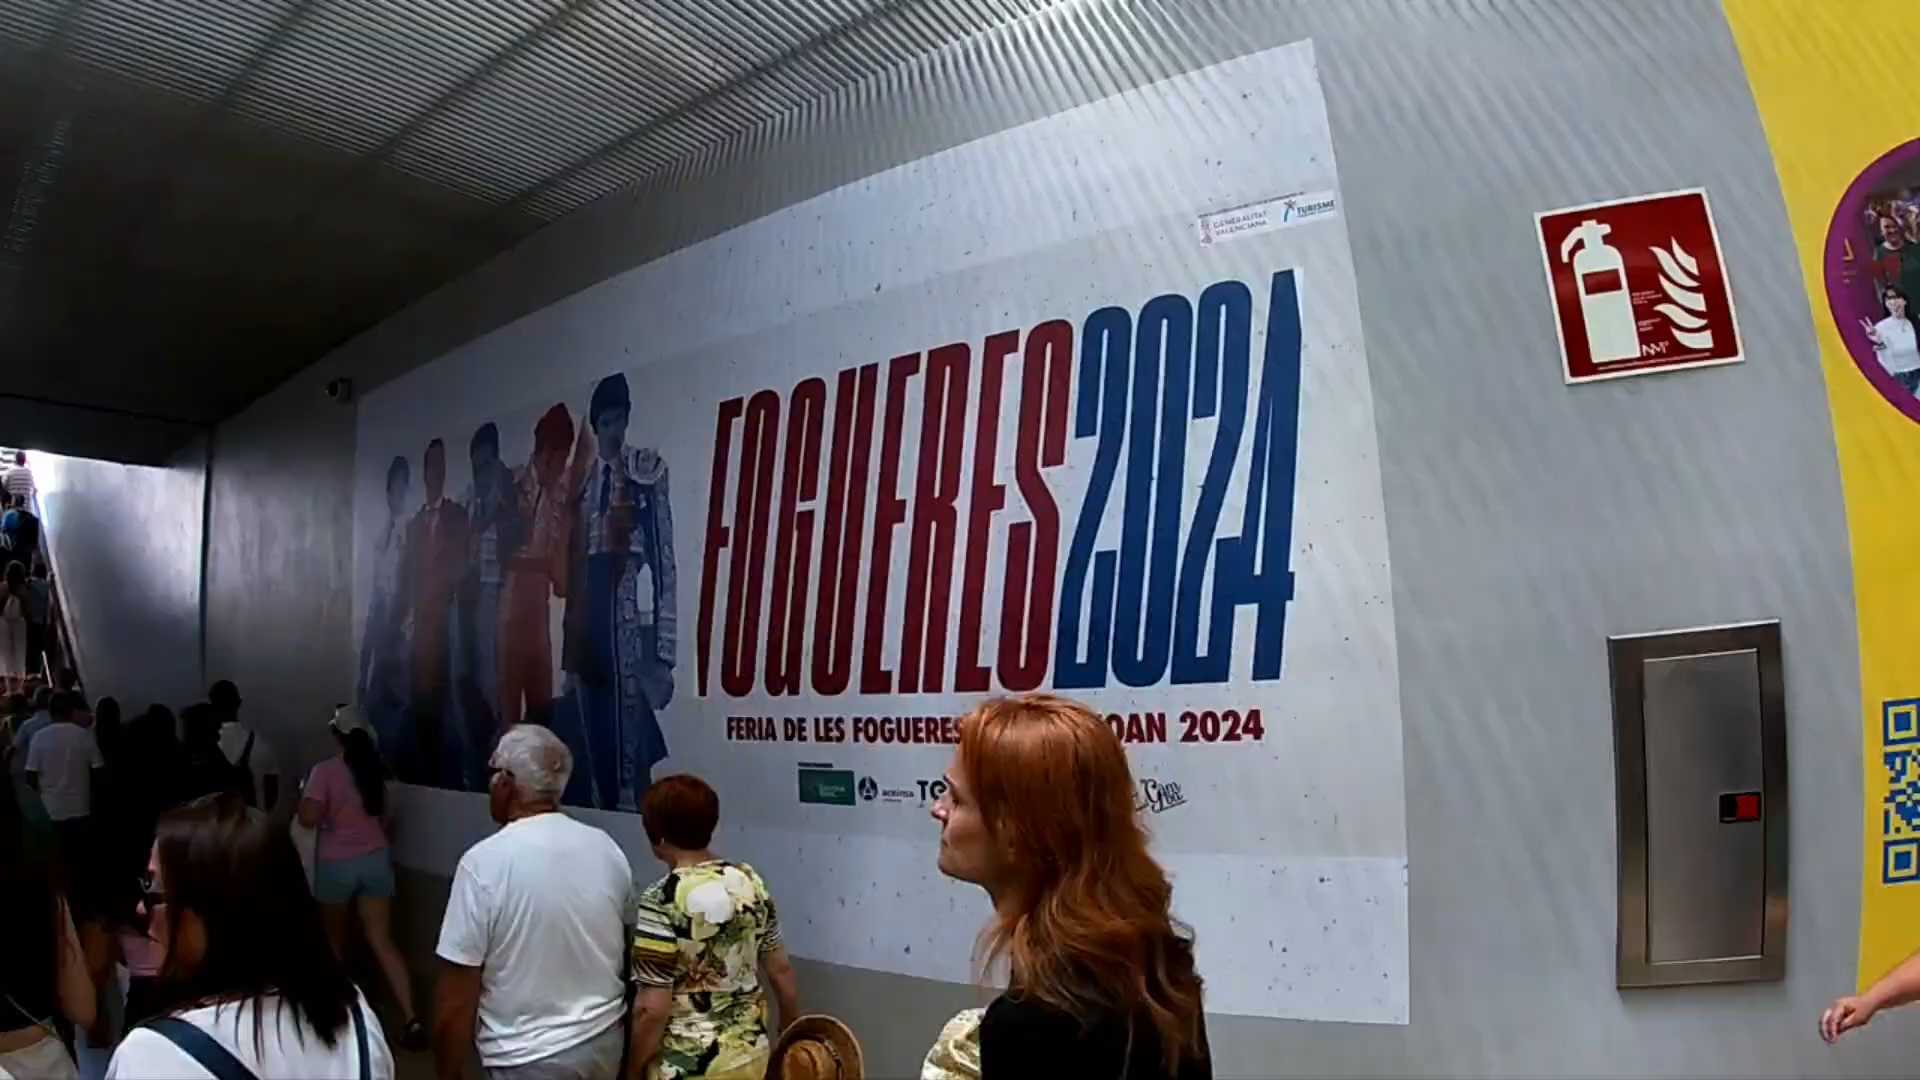 GENERALITAT
VALENCIANA
TURISME
FOGUERES2024
FERIA DE LES FOGUERES OAN 2024